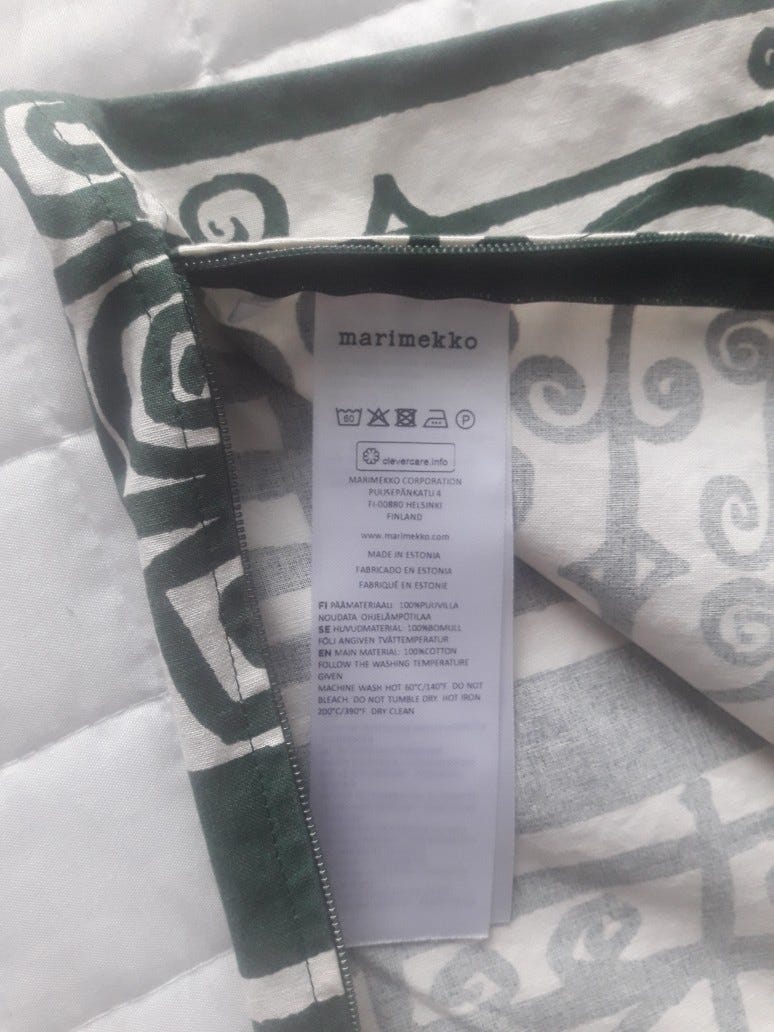 marimekko
60 P
clevercare.info
MARIMEKKO CORPORATION
PUUSEPÄNKATU 4
FI-00880 HELSINKI
FINLAND
www.marimekko.com
MADE IN ESTONIA
FABRICADO EN ESTONIA
FABRIQUÉ EN ESTONIE
FI PÄÄMATERIAALI: 100%PUUVILLA
NOUDATA OHJELÄMPÖTILAA
SE HUVUDMATERIAL: 100%BOMULL
FÖLJ ANGIVEN TVÄTTEMPERATUR
EN MAIN MATERIAL: 100%COTTON
FOLLOW THE WASHING TEMPERATURE
GIVEN
MACHINE WASH HOT 60°C/140°F. DO NOT
BLEACH. DO NOT TUMBLE DRY. HOT IRON
200°C/390°F. DRY CLEAN